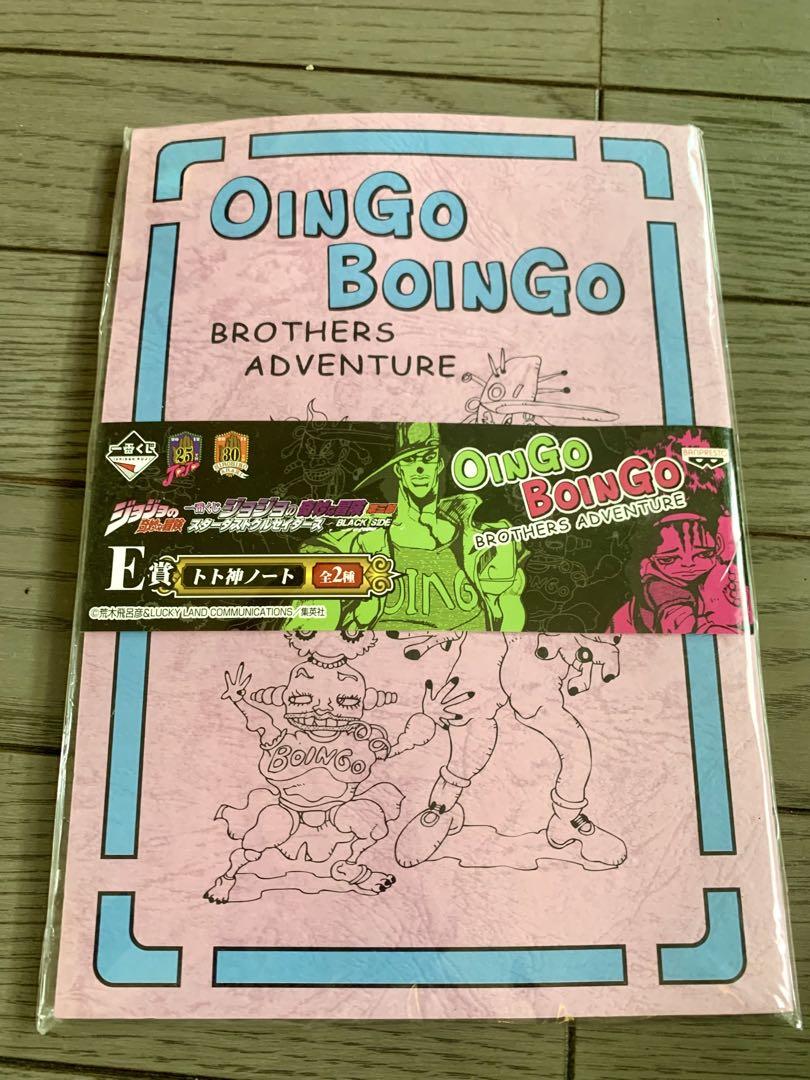 OINGO
BOINGO
BROTHERS
ADVENTURE
一番くじ
25
JOJO
30
ジョジョの
奇妙な冒険
一番くじ ジョジョの奇妙な冒険 第三部
スターダストクルセイダース BLACK SIDE
E賞 トト神ノート 全2種
©荒木飛呂彦&LUCKY LAND COMMUNICATIONS/集英社
OINGO
BOINGO
BROTHERS ADVENTURE
BANPRESTO
OING
BOINGO